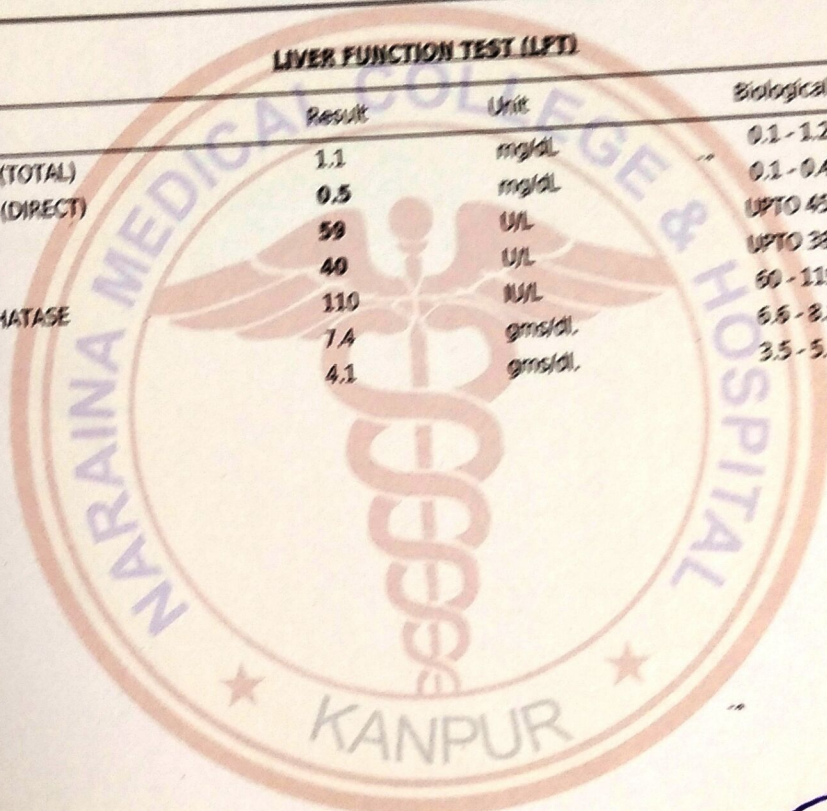 LIVER FUNCTION TEST (LFT)
Result Unit Biological
(TOTAL) 1.1 mg/dL 0.1 - 1.2
(DIRECT) 0.5 mg/dL 0.1 - 0.4
59 U/L UPTO 45
40 U/L UPTO 38
HATASE 110 IU/L 60 - 11
7.4 gms/dl. 6.6 - 8.
4.1 gms/dl. 3.5 - 5.
NARAINA MEDICAL COLLEGE & HOSPITAL
KANPUR